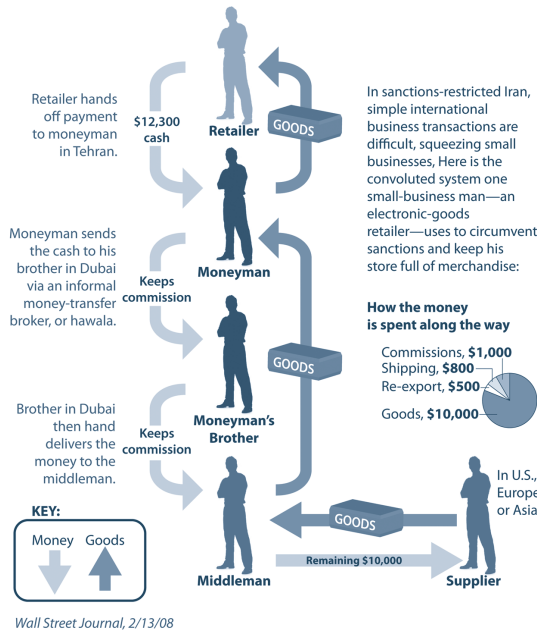 Retailer hands
off payment
to moneyman
in Tehran.
$12,300
cash
Retailer
GOODS
In sanctions-restricted Iran,
simple international
business transactions are
difficult, squeezing small
businesses, Here is the
convoluted system one
small-business man—an
electronic-goods
retailer—uses to circumvent
sanctions and keep his
store full of merchandise:
Moneyman sends
the cash to his
brother in Dubai
via an informal
money-transfer
broker, or hawala.
Moneyman
Keeps
commission
How the money
is spent along the way
Commissions, $1,000
Shipping, $800
Re-export, $500
Goods, $10,000
GOODS
Moneyman's
Brother
Brother in Dubai
then hand
delivers the
money to the
middleman.
Keeps
commission
In U.S.,
Europe
or Asia
GOODS
Remaining $10,000
Middleman
Supplier
KEY:
Money Goods
Wall Street Journal, 2/13/08